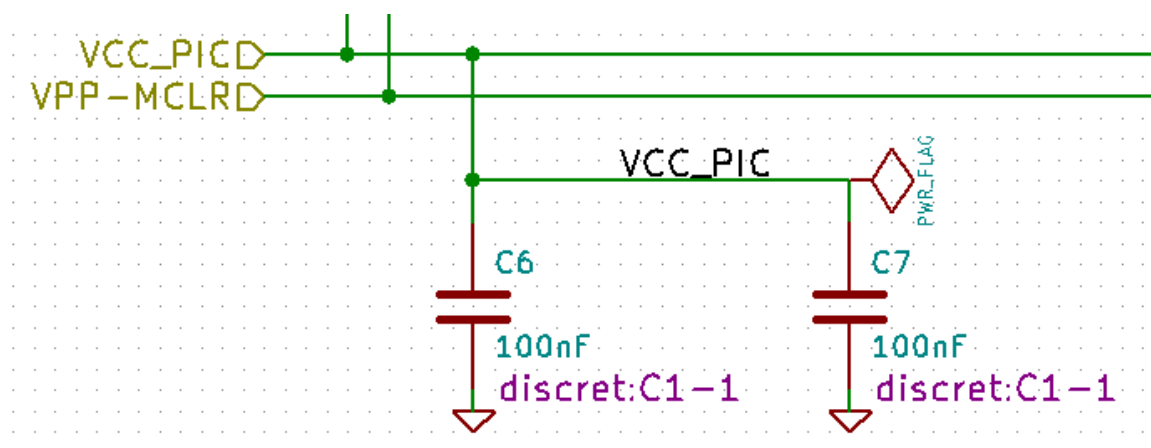 VCC_PIC
VPP-MCLR
VCC_PIC
PWR_FLAG
C6
C7
100nF
100nF
discret:C1-1
discret:C1-1